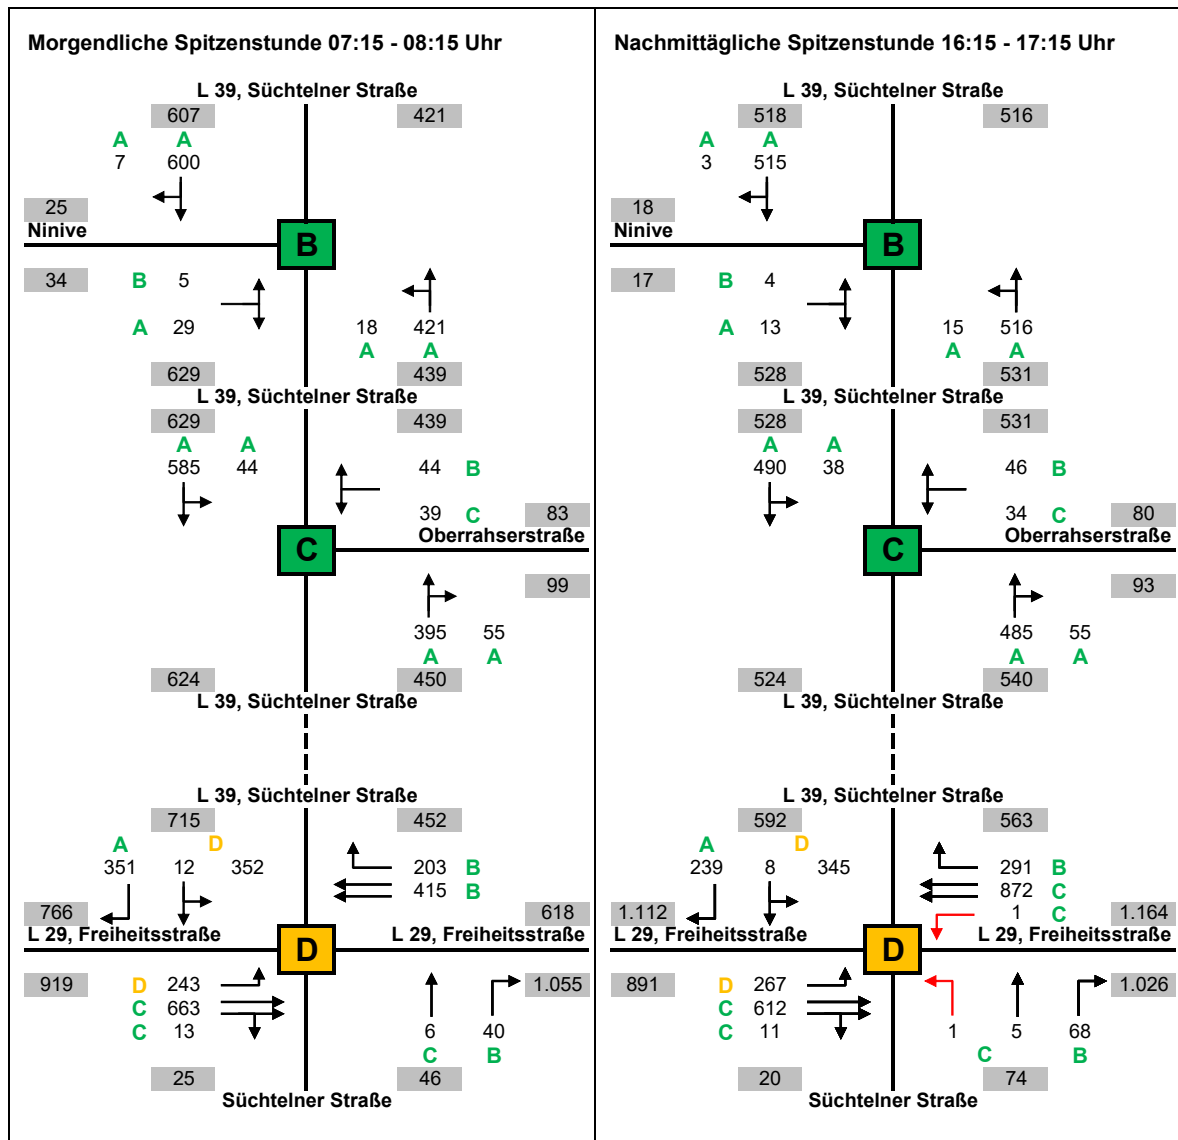 Morgendliche Spitzenstunde 07:15 - 08:15 Uhr
L 39, Süchtelner Straße
607 421
A A
7 600
25
Ninive
B
34 B 5
A 29 18 421
A A
629 439
L 39, Süchtelner Straße
629 439
A A
585 44 44 B
39 C 83
Oberrahserstraße
C
99
395 55
A A
624 450
L 39, Süchtelner Straße
L 39, Süchtelner Straße
715 452
A D
351 12 352 203 B
415 B
766 618
L 29, Freiheitsstraße L 29, Freiheitsstraße
D
919 D 243 1.055
C 663
C 13 6 40
C B
25 46
Süchtelner Straße
Nachmittägliche Spitzenstunde 16:15 - 17:15 Uhr
L 39, Süchtelner Straße
518 516
A A
3 515
18
Ninive
B
17 B 4
A 13 15 516
A A
528 531
L 39, Süchtelner Straße
528 531
A A
490 38 46 B
34 C 80
Oberrahserstraße
C
93
485 55
A A
524 540
L 39, Süchtelner Straße
L 39, Süchtelner Straße
592 563
A D
239 8 345 291 B
872 C
1.112 1 C 1.164
L 29, Freiheitsstraße L 29, Freiheitsstraße
D
891 D 267 1.026
C 612
C 11 1 5 68
C B
20 74
Süchtelner Straße